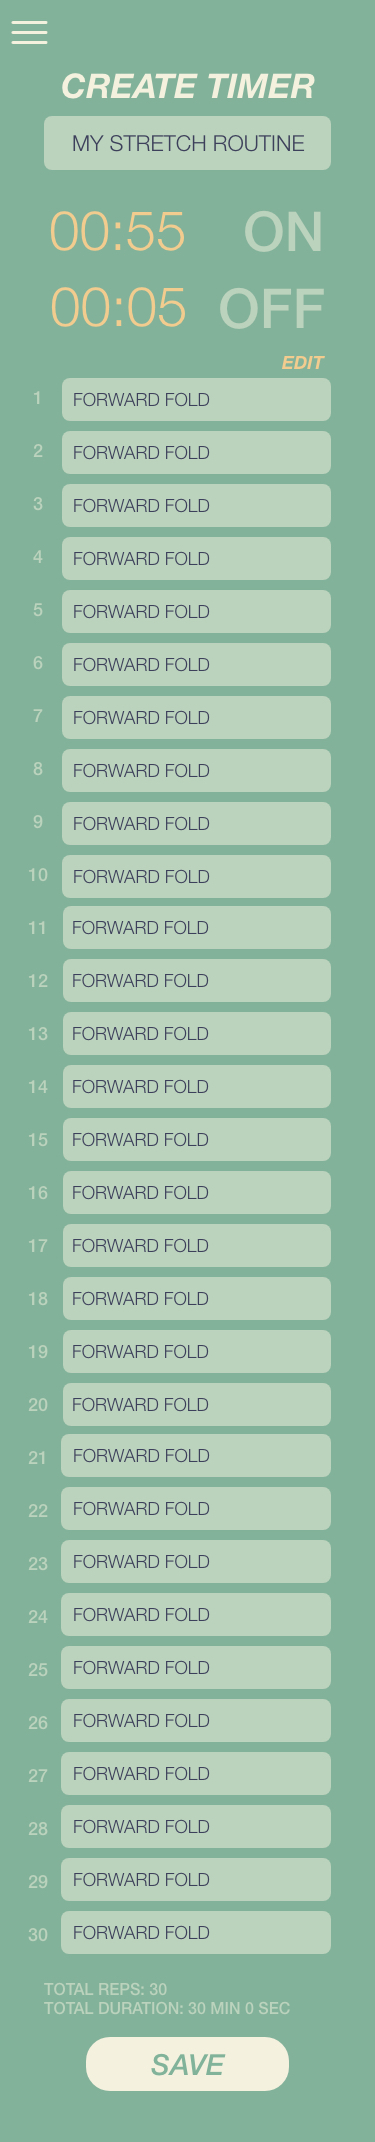 CREATE TIMER
MY STRETCH ROUTINE
00:55 ON
00:05 OFF
EDIT
1 FORWARD FOLD
2 FORWARD FOLD
3 FORWARD FOLD
4 FORWARD FOLD
5 FORWARD FOLD
6 FORWARD FOLD
7 FORWARD FOLD
8 FORWARD FOLD
9 FORWARD FOLD
10 FORWARD FOLD
11 FORWARD FOLD
12 FORWARD FOLD
13 FORWARD FOLD
14 FORWARD FOLD
15 FORWARD FOLD
16 FORWARD FOLD
17 FORWARD FOLD
18 FORWARD FOLD
19 FORWARD FOLD
20 FORWARD FOLD
21 FORWARD FOLD
22 FORWARD FOLD
23 FORWARD FOLD
24 FORWARD FOLD
25 FORWARD FOLD
26 FORWARD FOLD
27 FORWARD FOLD
28 FORWARD FOLD
29 FORWARD FOLD
30 FORWARD FOLD
TOTAL REPS: 30
TOTAL DURATION: 30 MIN 0 SEC
SAVE